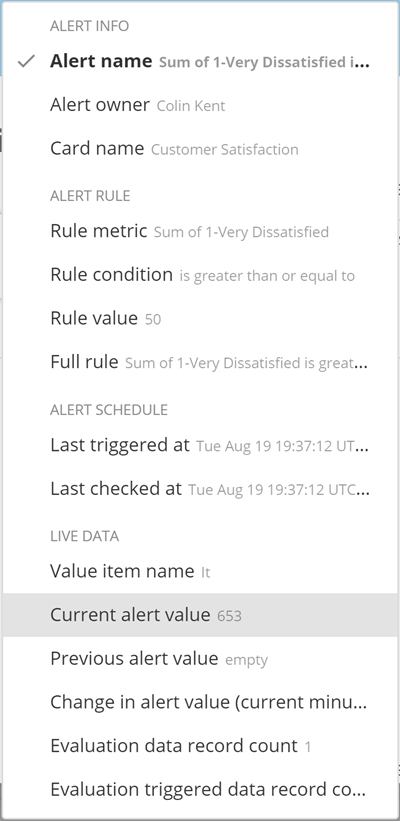 ALERT INFO
Alert name Sum of 1-Very Dissatisfied i...
Alert owner Colin Kent
Card name Customer Satisfaction
ALERT RULE
Rule metric Sum of 1-Very Dissatisfied
Rule condition is greater than or equal to
Rule value 50
Full rule Sum of 1-Very Dissatisfied is great...
ALERT SCHEDULE
Last triggered at Tue Aug 19 19:37:12 UT...
Last checked at Tue Aug 19 19:37:12 UTC...
LIVE DATA
Value item name It
Current alert value 653
Previous alert value empty
Change in alert value (current minu...
Evaluation data record count 1
Evaluation triggered data record co...